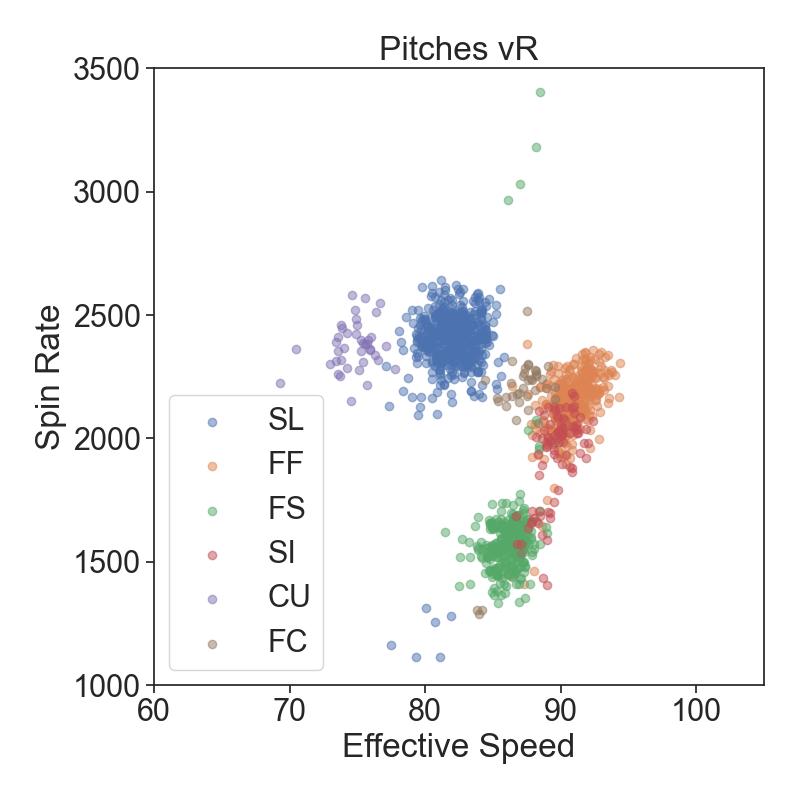 Pitches vR
3500
3000
2500
2000
1500
1000
Spin Rate
SL
FF
FS
SI
CU
FC
60 70 80 90 100
Effective Speed